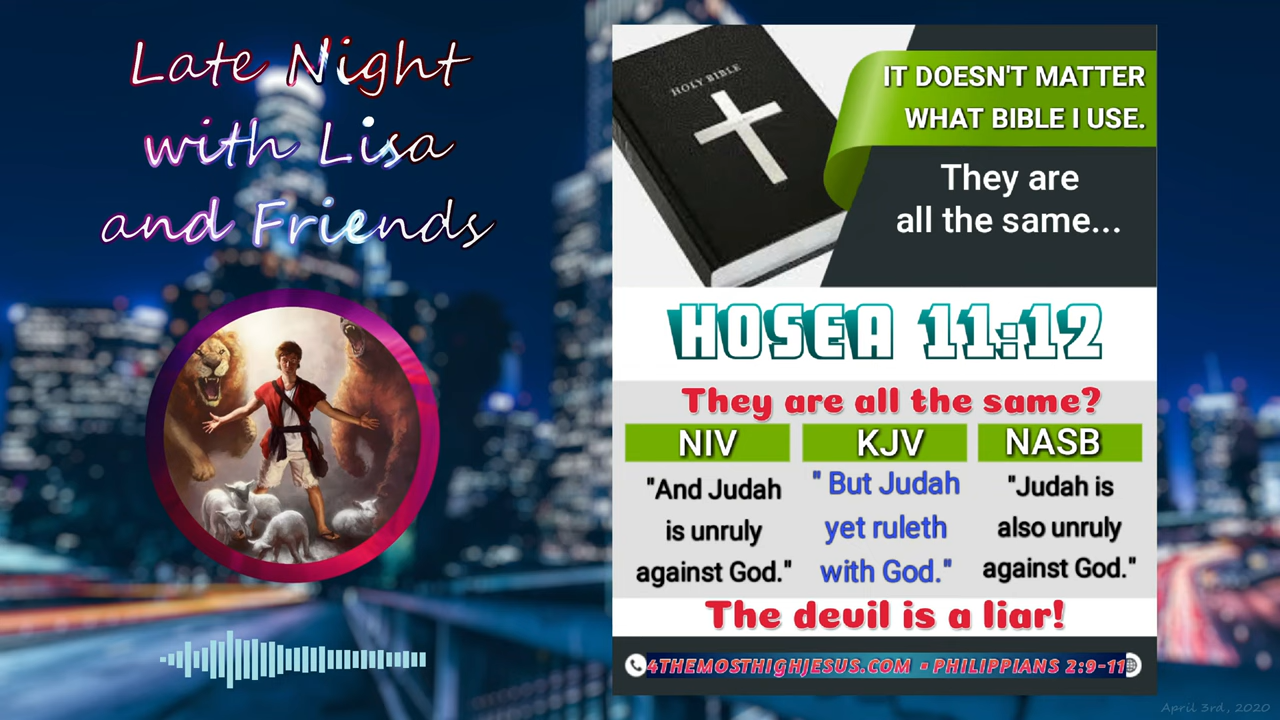 Late Night
with Lisa
and Friends
HOLY BIBLE
IT DOESN'T MATTER
WHAT BIBLE I USE.
They are
all the same...
HOSEA 11:12
They are all the same?
NIV
"And Judah
is unruly
against God."
KJV
" But Judah
yet ruleth
with God."
NASB
"Judah is
also unruly
against God."
The devil is a liar!
4THEMOSTHIGHJESUS.COM ▪ PHILIPPIANS 2:9-11
April 3rd, 2020